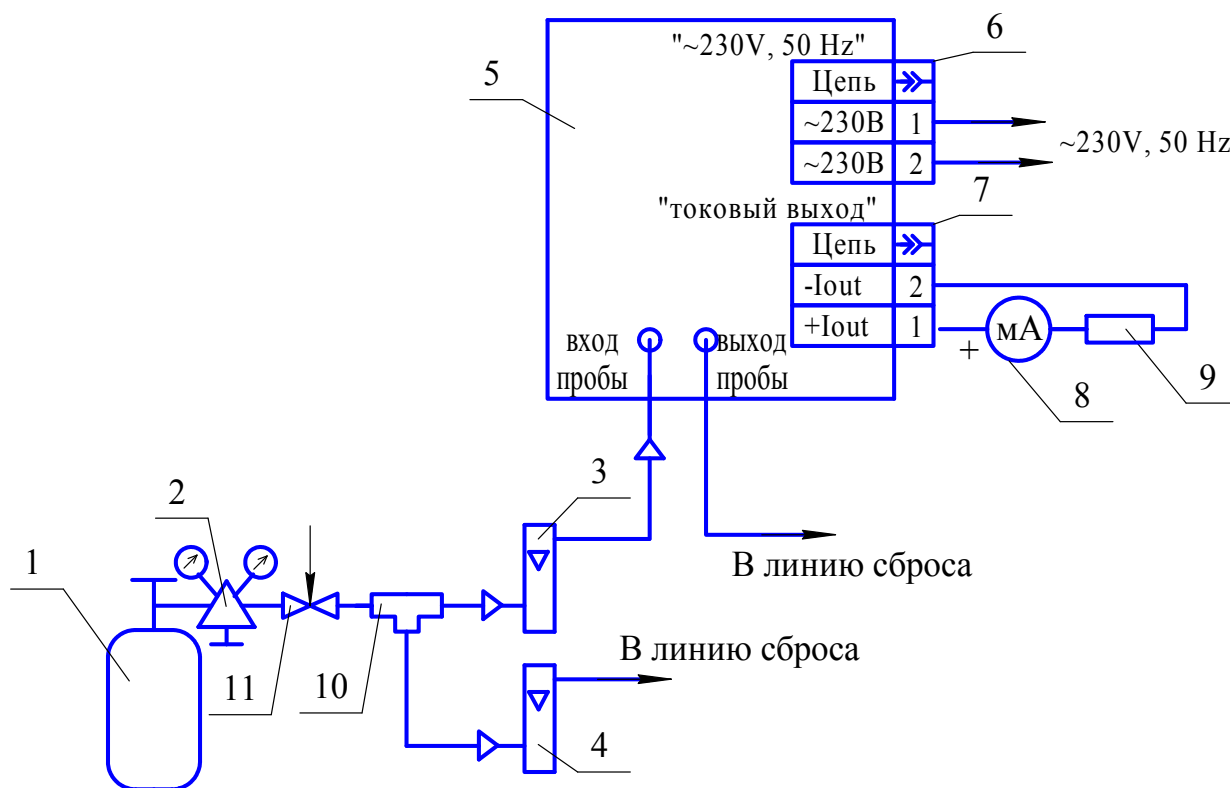 "~230V, 50 Hz"
6
5
Цепь
~230В 1
~230В 2
~230V, 50 Hz
7
"токовый выход"
Цепь
-Iout 2
+Iout 1
+
мА
8
9
вход
пробы
выход
пробы
3
2
1
В линию сброса
В линию сброса
11
10
4